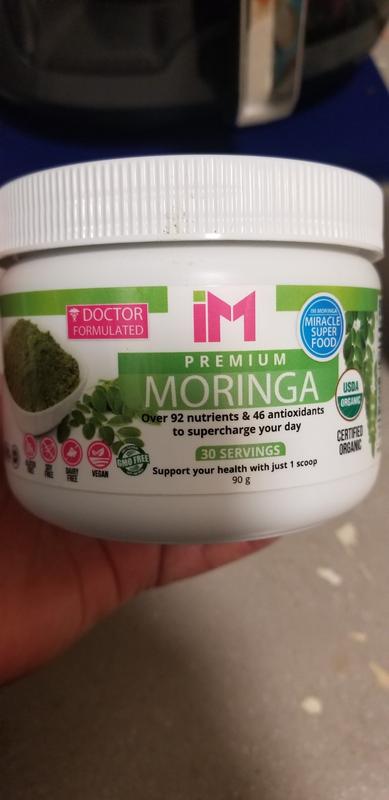 DOCTOR
FORMULATED
iM
IM MORINGA
MIRACLE
SUPER
FOOD
PREMIUM
MORINGA
USDA
ORGANIC
Over 92 nutrients & 46 antioxidants
to supercharge your day
CERTIFIED
ORGANIC
30 SERVINGS
Support your health with just 1 scoop
90 g
FREE
DAIRY
FREE
VEGAN
GMO FREE